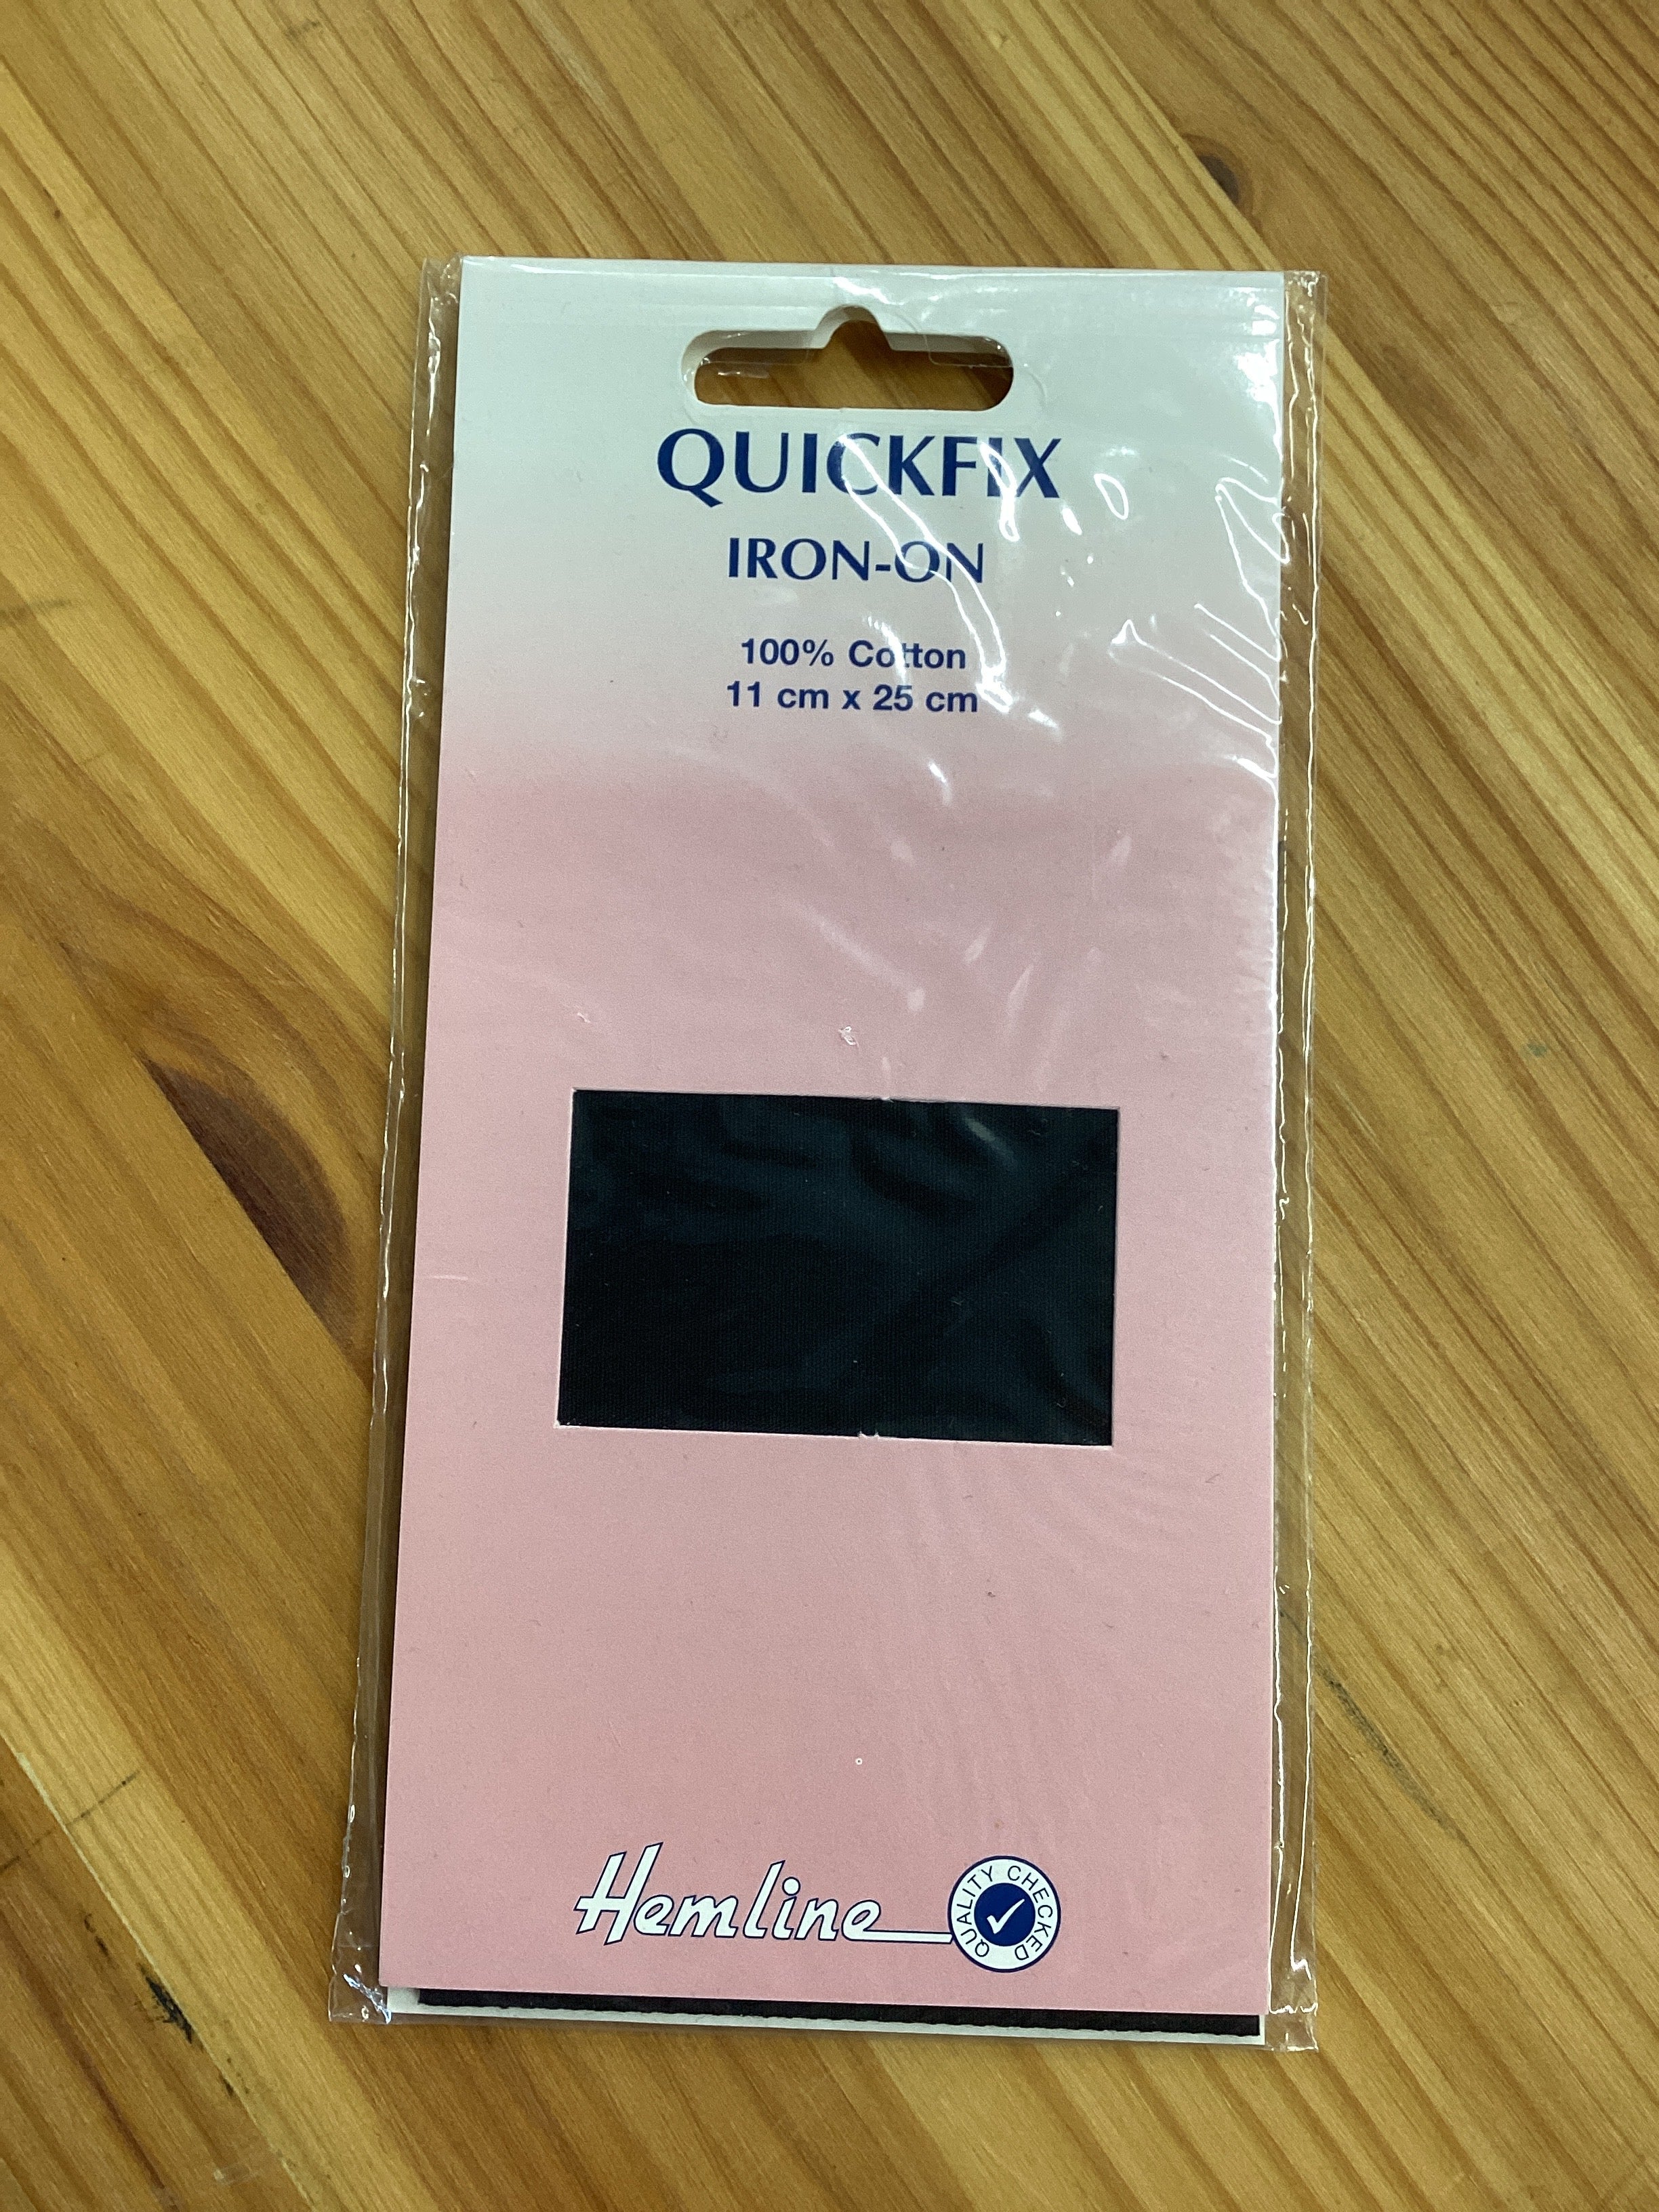 QUICKFIX
IRON-ON
100% Cotton
11 cm x 25 cm
Hemline
QUALITY CHECKED